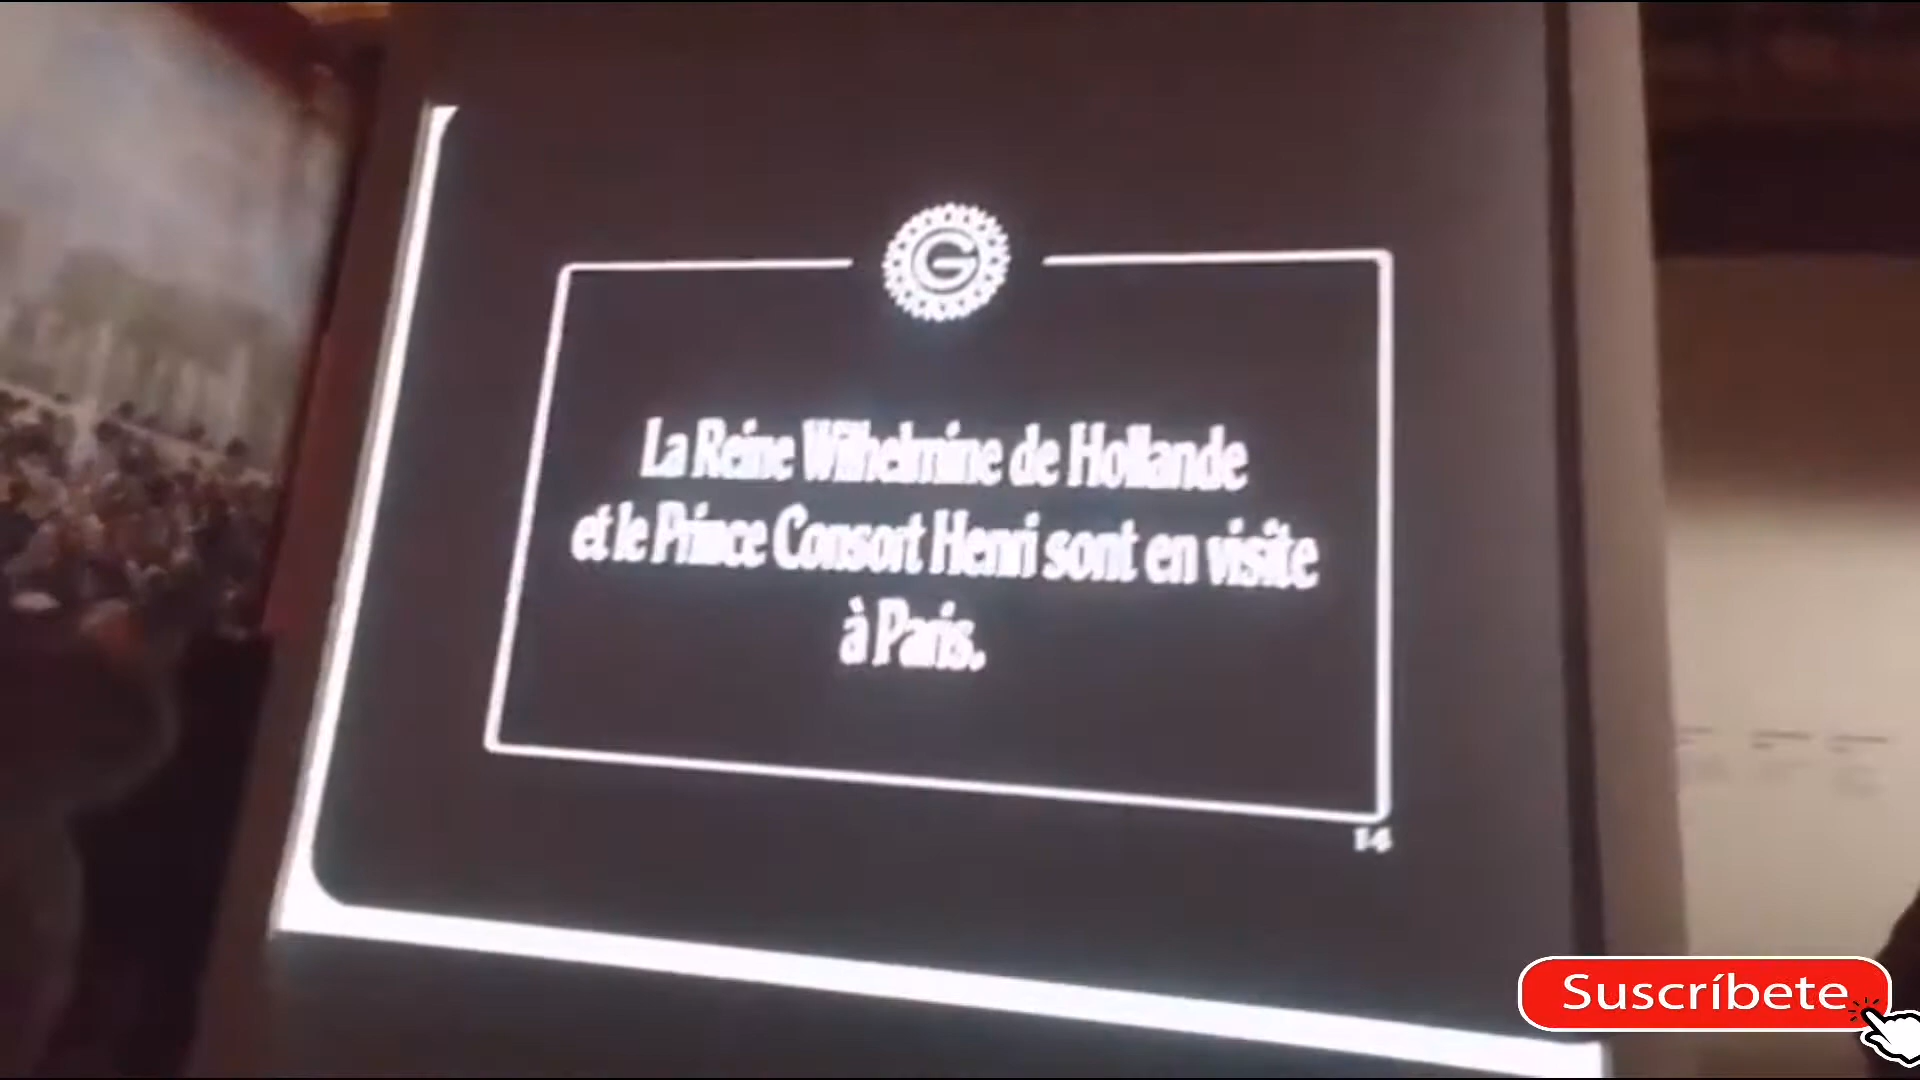 G
La Reine Wilhelmine de Hollande
et le Prince Consort Henri sont en visite
à Paris.
14
Suscríbete